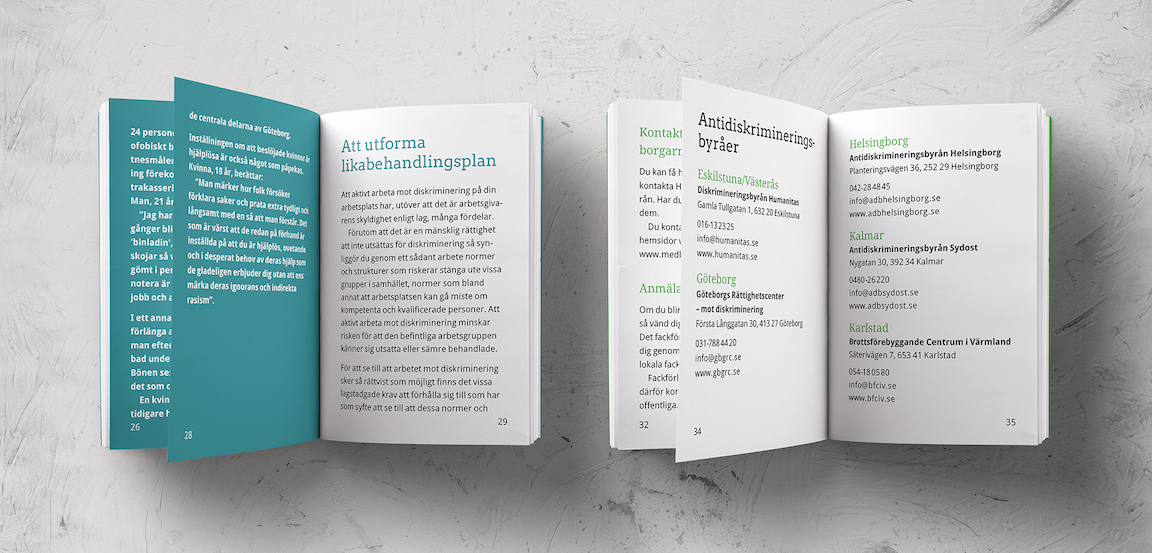 24 persone
ofobiskt b
tnesmålen
ing föreko
trakasseri
Man, 21 år
"Jag har
gånger bli
'binladin',
skojar så v
gömt i per
notera är
jobb och a
I ett anna
förlänga a
man efter
bad under
Bönen ses
det som o
En kvin
tidigare h
26
de centrala delarna av Göteborg.
Inställningen om att beslöjade kvinnor är
hjälplösa är också något som påpekas.
Kvinna, 18 år, berättar:
"Man märker hur folk försöker
förklara saker och prata extra tydligt och
långsamt med en så att man förstår. Det
som är värst är att de redan på förhand är
inställda på att du är hjälplös, ovetande
och i desperat behov av deras hjälp som
de gladeligen erbjuder dig utan att ens
märka deras ignorans och indirekta
rasism".
28
Att utforma
likabehandlingsplan
Att aktivt arbeta mot diskriminering på din
arbetsplats har, utöver att det är arbetsgiva-
rens skyldighet enligt lag, många fördelar.
Förutom att det är en mänsklig rättighet
att inte utsättas för diskriminering så syn-
liggör du genom ett sådant arbete normer
och strukturer som riskerar stänga ute vissa
grupper i samhället, normer som bland
annat att arbetsplatsen kan gå miste om
kompetenta och kvalificerade personer. Att
aktivt arbeta mot diskriminering minskar
risken för att den befintliga arbetsgruppen
känner sig utsatta eller sämre behandlade.
För att se till att arbetet mot diskriminering
sker så rättvist som möjligt finns det vissa
lagstadgade krav att förhålla sig till som har
som syfte att se till att dessa normer och
29
Kontakt
borgarr
Du kan få h
kontakta H
rån. Har du
dem.
Du konta
hemsidor v
www.medl
Anmäla
Om du blir
så vänd dig
Det fackför
dig genom
lokala fack
Fackförl
därför kor
offentliga.
32
Antidiskriminerings-
byråer
Eskilstuna/Västerås
Diskrimineringsbyrån Humanitas
Gamla Tullgatan 1, 632 20 Eskilstuna
016-13 23 25
info@humanitas.se
www.humanitas.se
Göteborg
Göteborgs Rättighetscenter
– mot diskriminering
Första Långgatan 30, 413 27 Göteborg
031-788 44 20
info@gbgrc.se
www.gbgrc.se
34
Helsingborg
Antidiskrimineringsbyrån Helsingborg
Planteringsvägen 36, 252 29 Helsingborg
042-28 48 45
info@adbhelsingborg.se
www.adbhelsingborg.se
Kalmar
Antidiskrimineringsbyrån Sydost
Nygatan 30, 392 34 Kalmar
0480-26 220
info@adbsydost.se
www.adbsydost.se
Karlstad
Brottsförebyggande Centrum i Värmland
Säterivägen 7, 653 41 Karlstad
054-18 05 80
info@bfciv.se
www.bfciv.se
35